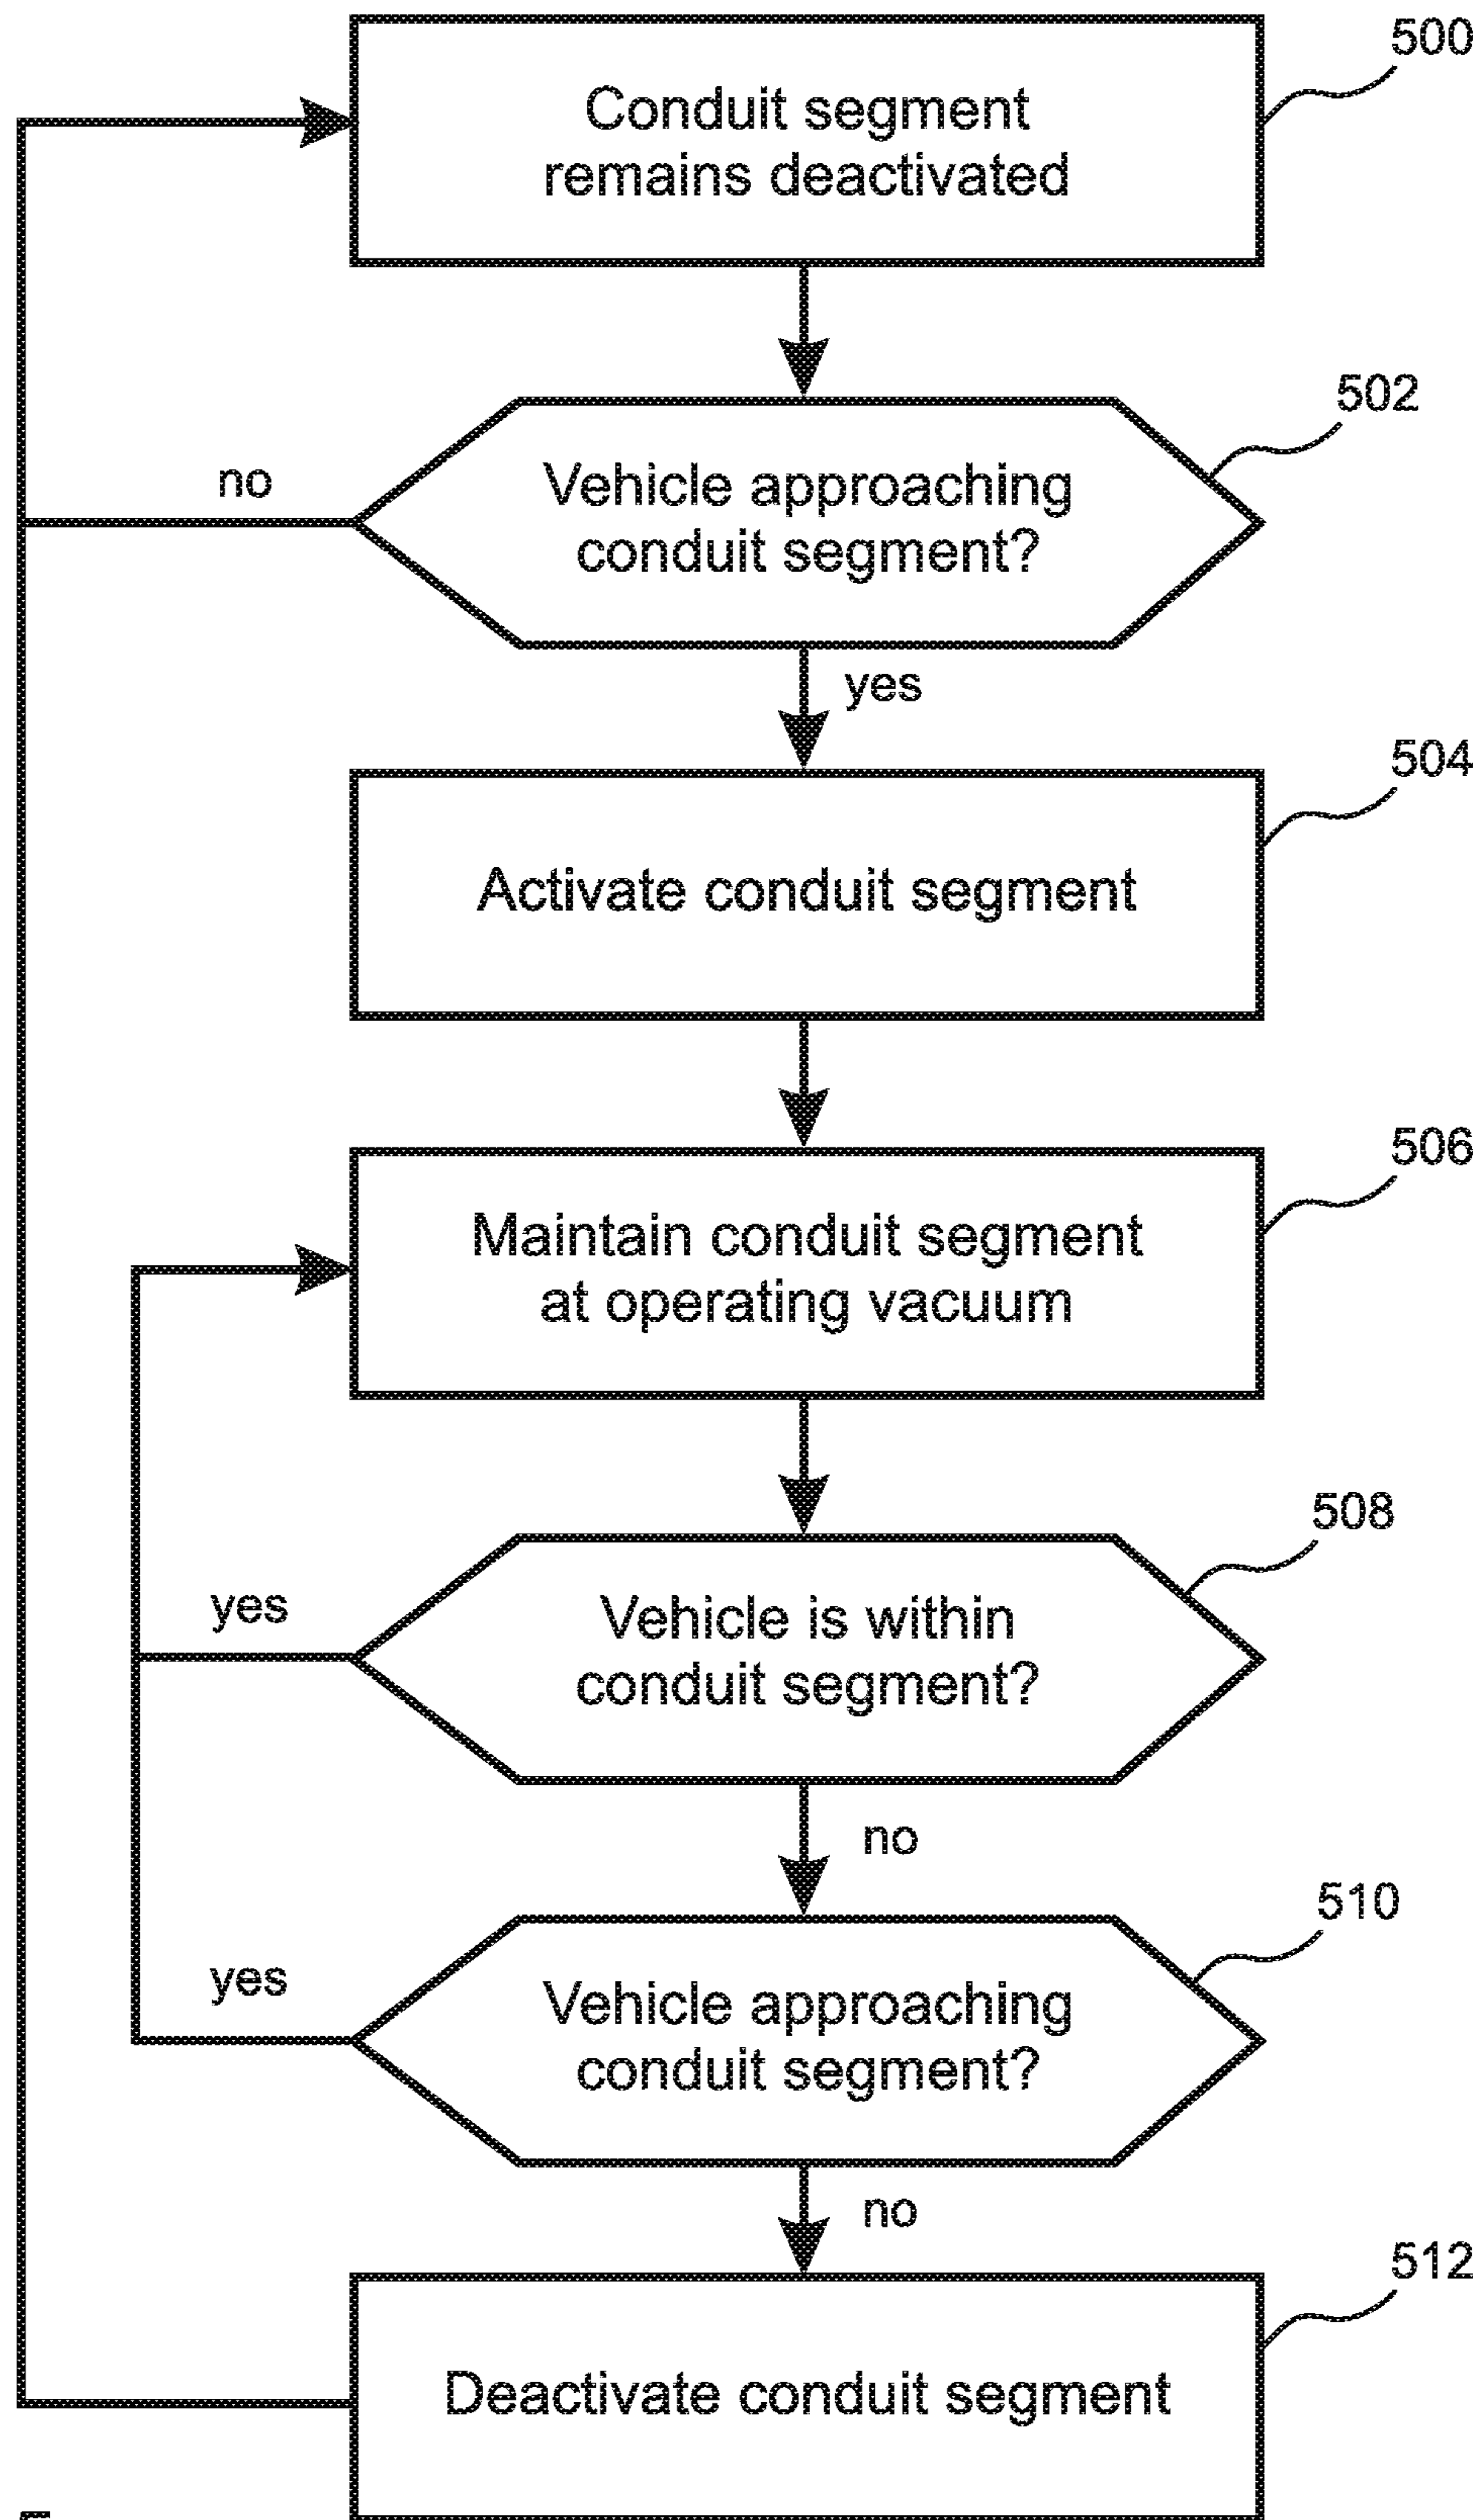 500
Conduit segment
remains deactivated
502
no
Vehicle approaching
conduit segment?
yes
504
Activate conduit segment
506
Maintain conduit segment
at operating vacuum
508
yes
Vehicle is within
conduit segment?
no
510
yes
Vehicle approaching
conduit segment?
no
512
Deactivate conduit segment